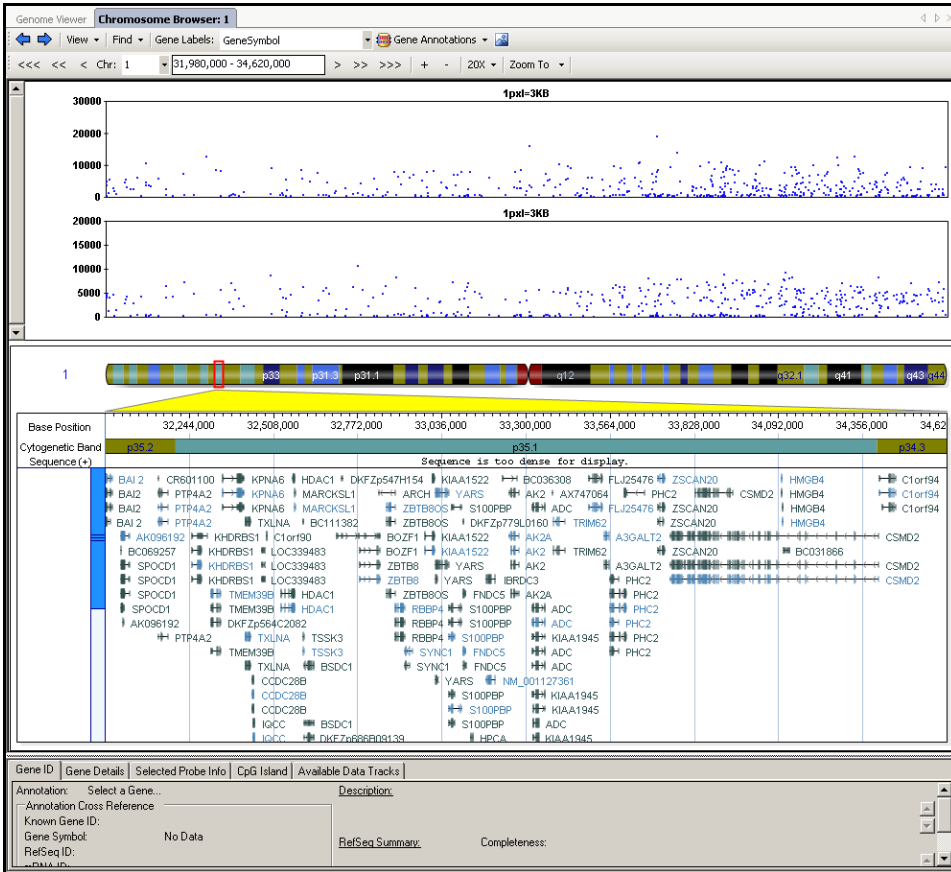 Genome Viewer Chromosome Browser: 1
View Find Gene Labels: GeneSymbol Gene Annotations
<<< << < Chr: 1 31,980,000 - 34,620,000 > >> >>> + - 20X Zoom To
1pxl=3KB
30000
20000
10000
0
1pxl=3KB
20000
15000
10000
5000
0
1 p33 p31.3 p31.1 q12 q32.1 q41 q43 q44
Base Position 32,244,000 32,508,000 32,772,000 33,036,000 33,300,000 33,564,000 33,828,000 34,092,000 34,356,000 34,62
Cytogenetic Band p35.2 p35.1 p34.3
Sequence (+) Sequence is too dense for display.
BAI2 CR601100 KPNA6 HDAC1 DKFZp547H154 KIAA1522 BC036308 FLJ25476 ZSCAN20 HMGB4 C1orf94
BAI2 PTP4A2 KPNA6 MARCKSL1 ARCH YARS AK2 AX747064 PHC2 CSMD2 HMGB4 C1orf94
BAI2 PTP4A2 KPNA6 MARCKSL1 ZBTB8OS S100PBP AK2 FLJ25476 ZSCAN20 HMGB4 C1orf94
BAI2 PTP4A2 TXLNA BC111382 ZBTB8OS DKFZp779L0160 TRIM62 ZSCAN20 HMGB4 C1orf94
AK096192 KHDRBS1 C1orf90 BOZF1 KIAA1522 AK2A A3GALT2 CSMD2
BC069257 KHDRBS1 LOC339483 BOZF1 KIAA1522 AK2 TRIM62 ZSCAN20 BC031866
SPOCD1 KHDRBS1 LOC339483 ZBTB8 YARS AK2 A3GALT2 CSMD2
SPOCD1 KHDRBS1 LOC339483 ZBTB8 YARS IBRDC3 PHC2 CSMD2
SPOCD1 TMEM39B HDAC1 ZBTB8OS FNDC5 AK2A PHC2
SPOCD1 TMEM39B HDAC1 RBBP4 S100PBP ADC PHC2
AK096192 DKFZp564C2082 RBBP4 S100PBP ADC PHC2
PTP4A2 TXLNA TSSK3 RBBP4 S100PBP KIAA1945 PHC2
TMEM39B TSSK3 SYNC1 FNDC5 ADC PHC2
TXLNA BSDC1 SYNC1 FNDC5 ADC
CCDC28B YARS NM_001127361
CCDC28B S100PBP KIAA1945
CCDC28B S100PBP KIAA1945
IQCC BSDC1 S100PBP ADC
IQCC DKFZp686B09139 HPCA KIAA1945
Gene ID Gene Details Selected Probe Info CpG Island Available Data Tracks
Annotation: Select a Gene... Description:
Annotation Cross Reference
Known Gene ID:
Gene Symbol: No Data
RefSeq ID: RefSeq Summary: Completeness:
mRNA ID: